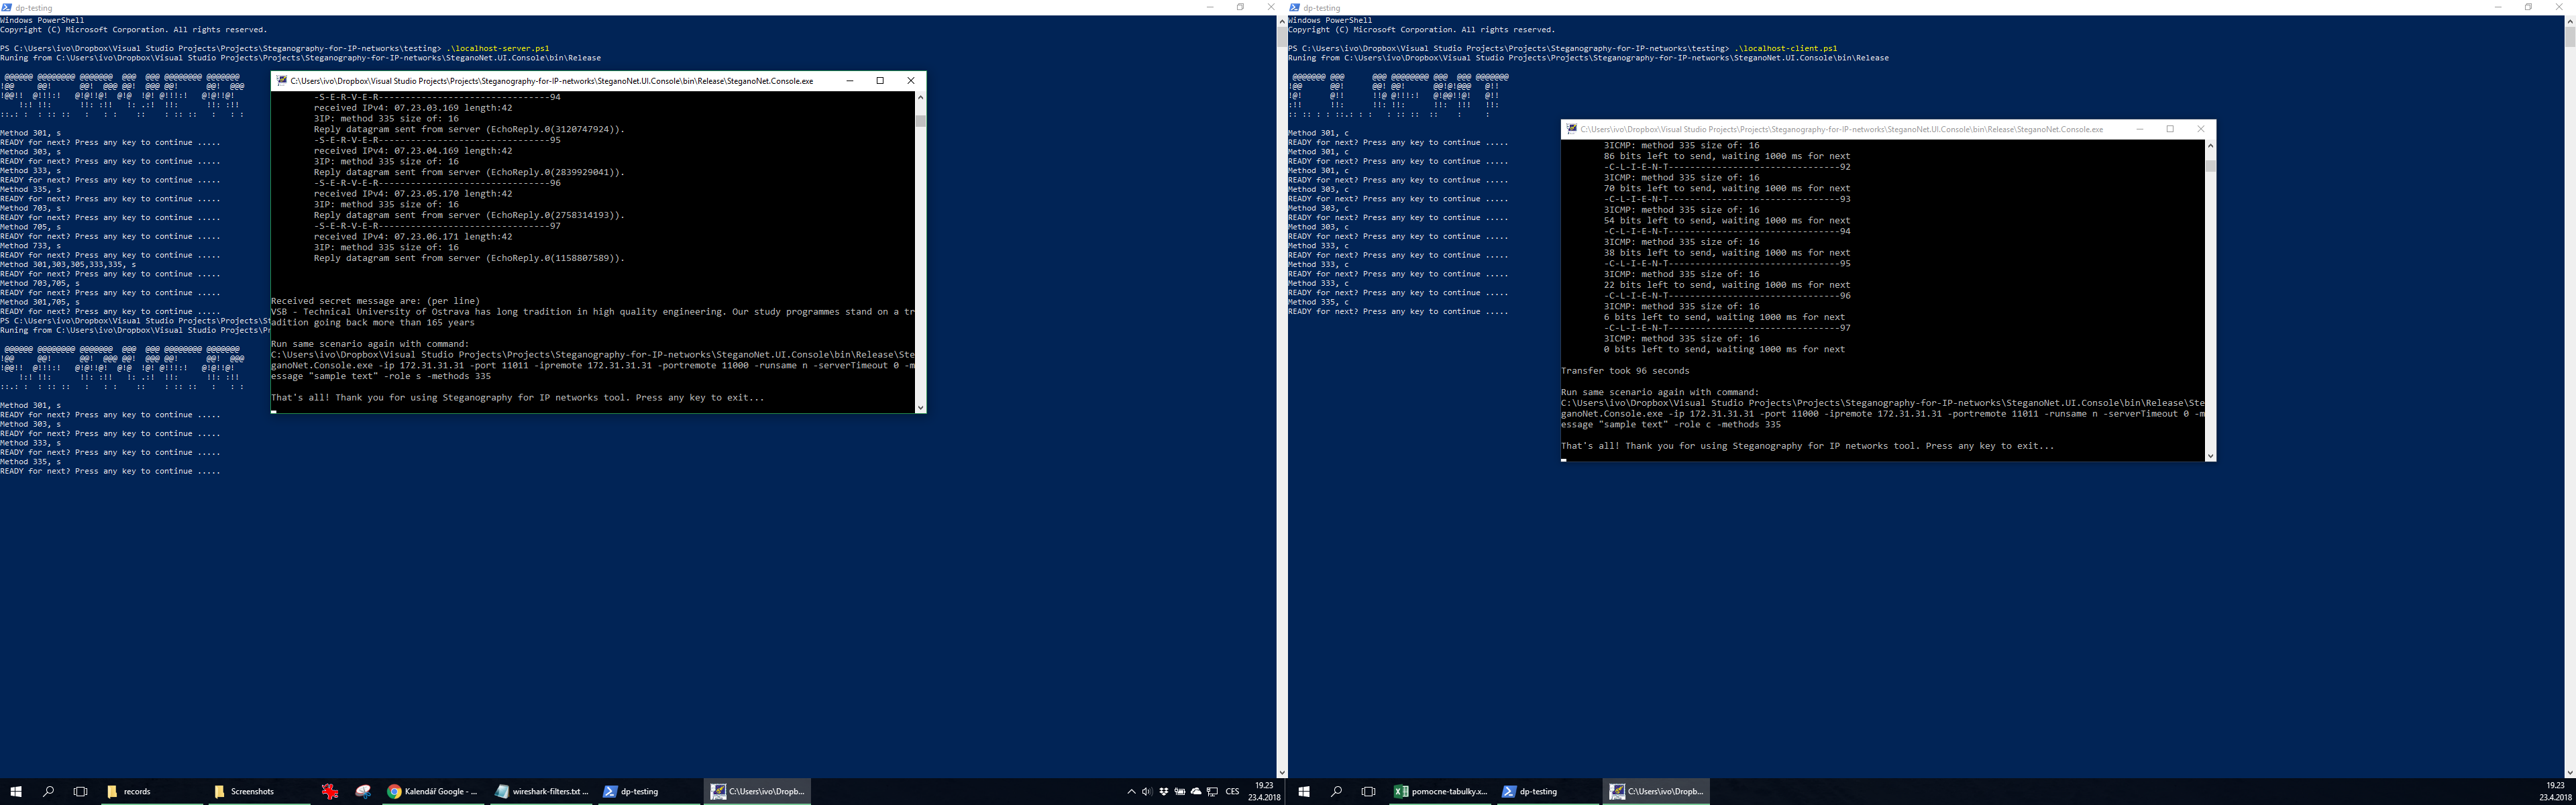 dp-testing
Windows PowerShell
Copyright (C) Microsoft Corporation. All rights reserved.
PS C:\Users\ivo\Dropbox\Visual Studio Projects\Projects\Steganography-for-IP-networks\testing> .\localhost-server.ps1
Runing from C:\Users\ivo\Dropbox\Visual Studio Projects\Projects\Steganography-for-IP-networks\SteganoNet.UI.Console\bin\Release
Method 301, s
READY for next? Press any key to continue .....
Method 303, s
READY for next? Press any key to continue .....
Method 333, s
READY for next? Press any key to continue .....
Method 335, s
READY for next? Press any key to continue .....
Method 703, s
READY for next? Press any key to continue .....
Method 705, s
READY for next? Press any key to continue .....
Method 733, s
READY for next? Press any key to continue .....
Method 301,303,305,333,335, s
READY for next? Press any key to continue .....
Method 703,705, s
READY for next? Press any key to continue .....
Method 301,705, s
READY for next? Press any key to continue .....
PS C:\Users\ivo\Dropbox\Visual Studio Projects\Projects\St
Runing from C:\Users\ivo\Dropbox\Visual Studio Projects\Pr
Method 301, s
READY for next? Press any key to continue .....
Method 303, s
READY for next? Press any key to continue .....
Method 333, s
READY for next? Press any key to continue .....
Method 335, s
READY for next? Press any key to continue .....
C:\Users\ivo\Dropbox\Visual Studio Projects\Projects\Steganography-for-IP-networks\SteganoNet.UI.Console\bin\Release\SteganoNet.Console.exe
-S-E-R-V-E-R-------------------------------94
received IPv4: 07.23.03.169 length:42
3IP: method 335 size of: 16
Reply datagram sent from server (EchoReply.0(3120747924)).
-S-E-R-V-E-R-------------------------------95
received IPv4: 07.23.04.169 length:42
3IP: method 335 size of: 16
Reply datagram sent from server (EchoReply.0(2839929041)).
-S-E-R-V-E-R-------------------------------96
received IPv4: 07.23.05.170 length:42
3IP: method 335 size of: 16
Reply datagram sent from server (EchoReply.0(2758314193)).
-S-E-R-V-E-R-------------------------------97
received IPv4: 07.23.06.171 length:42
3IP: method 335 size of: 16
Reply datagram sent from server (EchoReply.0(1158807589)).
Received secret message are: (per line)
VSB - Technical University of Ostrava has long tradition in high quality engineering. Our study programmes stand on a tr
adition going back more than 165 years
Run same scenario again with command:
C:\Users\ivo\Dropbox\Visual Studio Projects\Projects\Steganography-for-IP-networks\SteganoNet.UI.Console\bin\Release\Ste
ganoNet.Console.exe -ip 172.31.31.31 -port 11011 -ipremote 172.31.31.31 -portremote 11000 -runsame n -serverTimeout 0 -m
essage "sample text" -role s -methods 335
That's all! Thank you for using Steganography for IP networks tool. Press any key to exit...
records
Screenshots
Kalendář Google - ...
wireshark-filters.txt ...
dp-testing
C:\Users\ivo\Dropb...
CES
19.23
23.4.2018
dp-testing
Windows PowerShell
Copyright (C) Microsoft Corporation. All rights reserved.
PS C:\Users\ivo\Dropbox\Visual Studio Projects\Projects\Steganography-for-IP-networks\testing> .\localhost-client.ps1
Runing from C:\Users\ivo\Dropbox\Visual Studio Projects\Projects\Steganography-for-IP-networks\SteganoNet.UI.Console\bin\Release
Method 301, c
READY for next? Press any key to continue .....
Method 301, c
READY for next? Press any key to continue .....
Method 301, c
READY for next? Press any key to continue .....
Method 303, c
READY for next? Press any key to continue .....
Method 303, c
READY for next? Press any key to continue .....
Method 303, c
READY for next? Press any key to continue .....
Method 333, c
READY for next? Press any key to continue .....
Method 333, c
READY for next? Press any key to continue .....
Method 333, c
READY for next? Press any key to continue .....
Method 335, c
READY for next? Press any key to continue .....
C:\Users\ivo\Dropbox\Visual Studio Projects\Projects\Steganography-for-IP-networks\SteganoNet.UI.Console\bin\Release\SteganoNet.Console.exe
3ICMP: method 335 size of: 16
86 bits left to send, waiting 1000 ms for next
-C-L-I-E-N-T-------------------------------92
3ICMP: method 335 size of: 16
70 bits left to send, waiting 1000 ms for next
-C-L-I-E-N-T-------------------------------93
3ICMP: method 335 size of: 16
54 bits left to send, waiting 1000 ms for next
-C-L-I-E-N-T-------------------------------94
3ICMP: method 335 size of: 16
38 bits left to send, waiting 1000 ms for next
-C-L-I-E-N-T-------------------------------95
3ICMP: method 335 size of: 16
22 bits left to send, waiting 1000 ms for next
-C-L-I-E-N-T-------------------------------96
3ICMP: method 335 size of: 16
6 bits left to send, waiting 1000 ms for next
-C-L-I-E-N-T-------------------------------97
3ICMP: method 335 size of: 16
0 bits left to send, waiting 1000 ms for next
Transfer took 96 seconds
Run same scenario again with command:
C:\Users\ivo\Dropbox\Visual Studio Projects\Projects\Steganography-for-IP-networks\SteganoNet.UI.Console\bin\Release\Ste
ganoNet.Console.exe -ip 172.31.31.31 -port 11000 -ipremote 172.31.31.31 -portremote 11011 -runsame n -serverTimeout 0 -m
essage "sample text" -role c -methods 335
That's all! Thank you for using Steganography for IP networks tool. Press any key to exit...
pomocne-tabulky.x...
dp-testing
C:\Users\ivo\Dropb...
19.23
23.4.2018